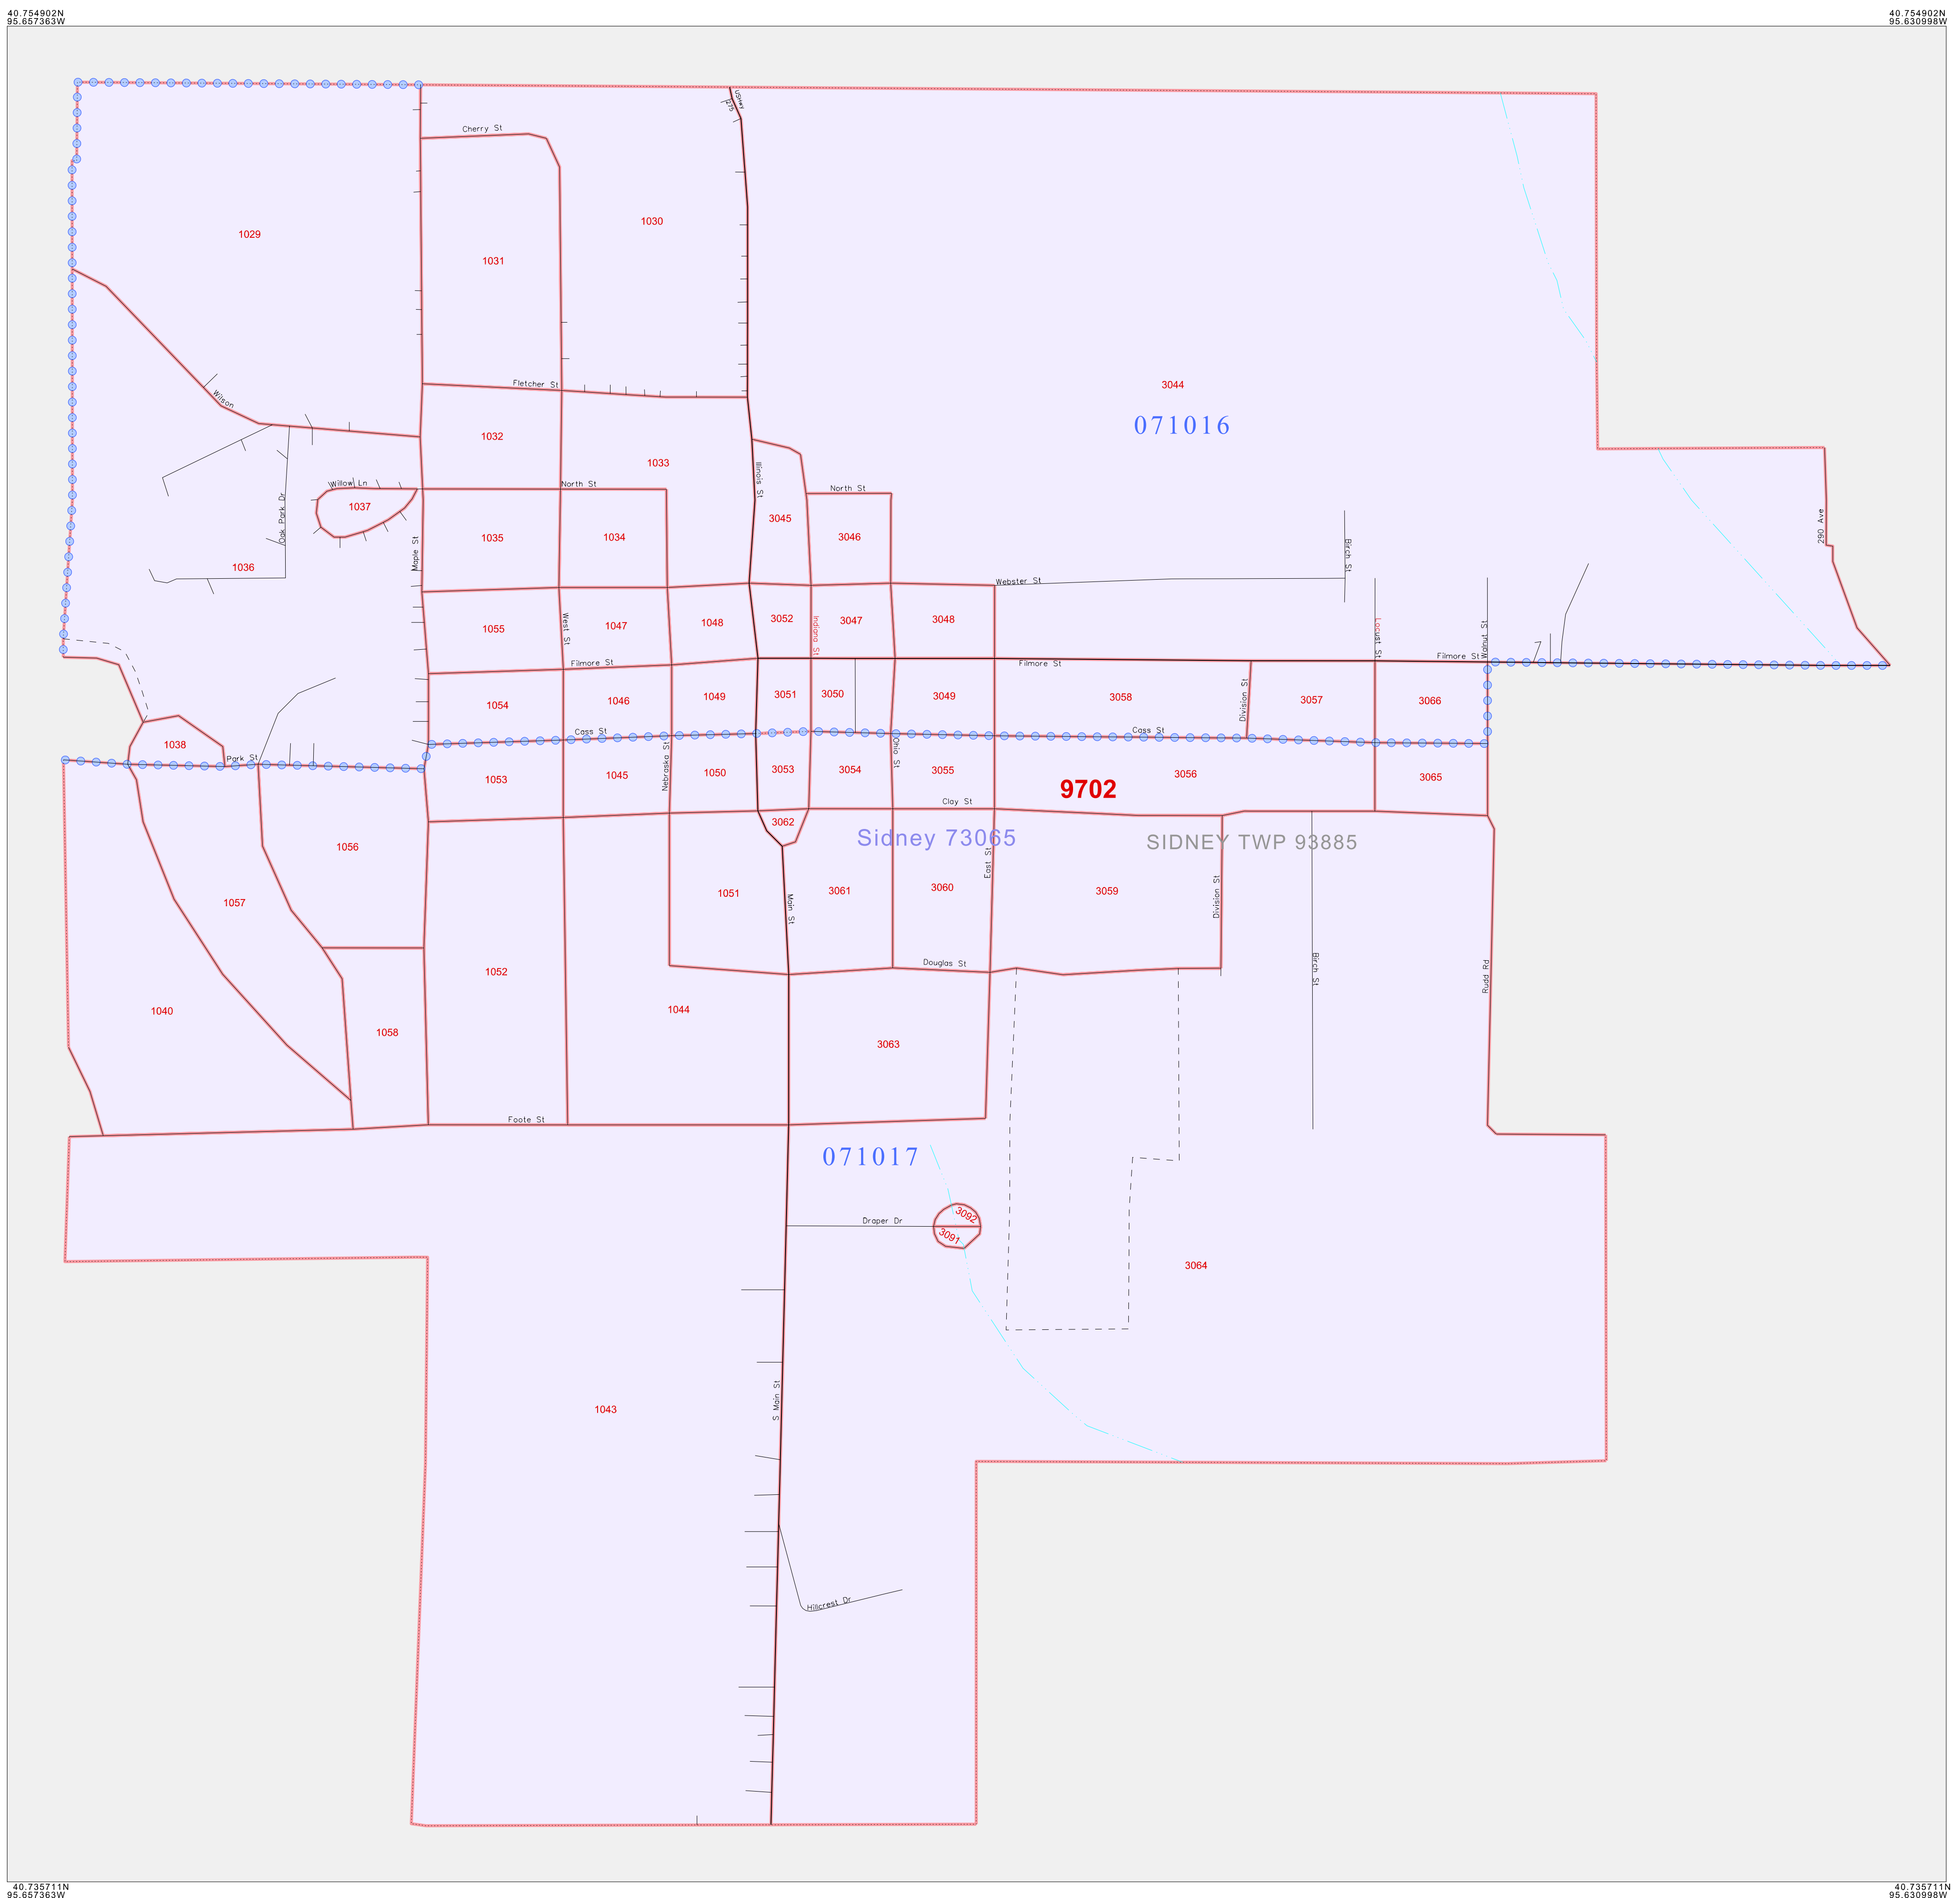 40.754902N
95.657363W
40.754902N
95.630998W
USHwy
275
Cherry St
1030
1029
1031
Fletcher St
3044
Wilson
071016
1032
1033
Illinois St
Willow Ln
North St
North St
1037
3045
Oak Park Dr
290 Ave
1035
1034
3046
Maple St
Birch St
1036
Webster St
1055
West St
1047
1048
3052
Indiana St
3047
3048
Locust St
Walnut St
Filmore St
Filmore St
Filmore St
1054
1046
1049
3051
3050
3049
3058
Division St
3057
3066
Cass St
Cass St
1038
Park St
Nebraska St
Ohio St
1053
1045
1050
3053
3054
3055
3056
3065
9702
Clay St
3062
Sidney 73065
SIDNEY TWP 93885
1056
East St
1051
3061
3060
3059
Division St
1057
Main St
Douglas St
1052
Birch St
Rudd Rd
1040
1044
1058
3063
Foote St
071017
Draper Dr
3092
3091
3064
S Main St
1043
Hillcrest Dr
40.735711N
95.657363W
40.735711N
95.630998W